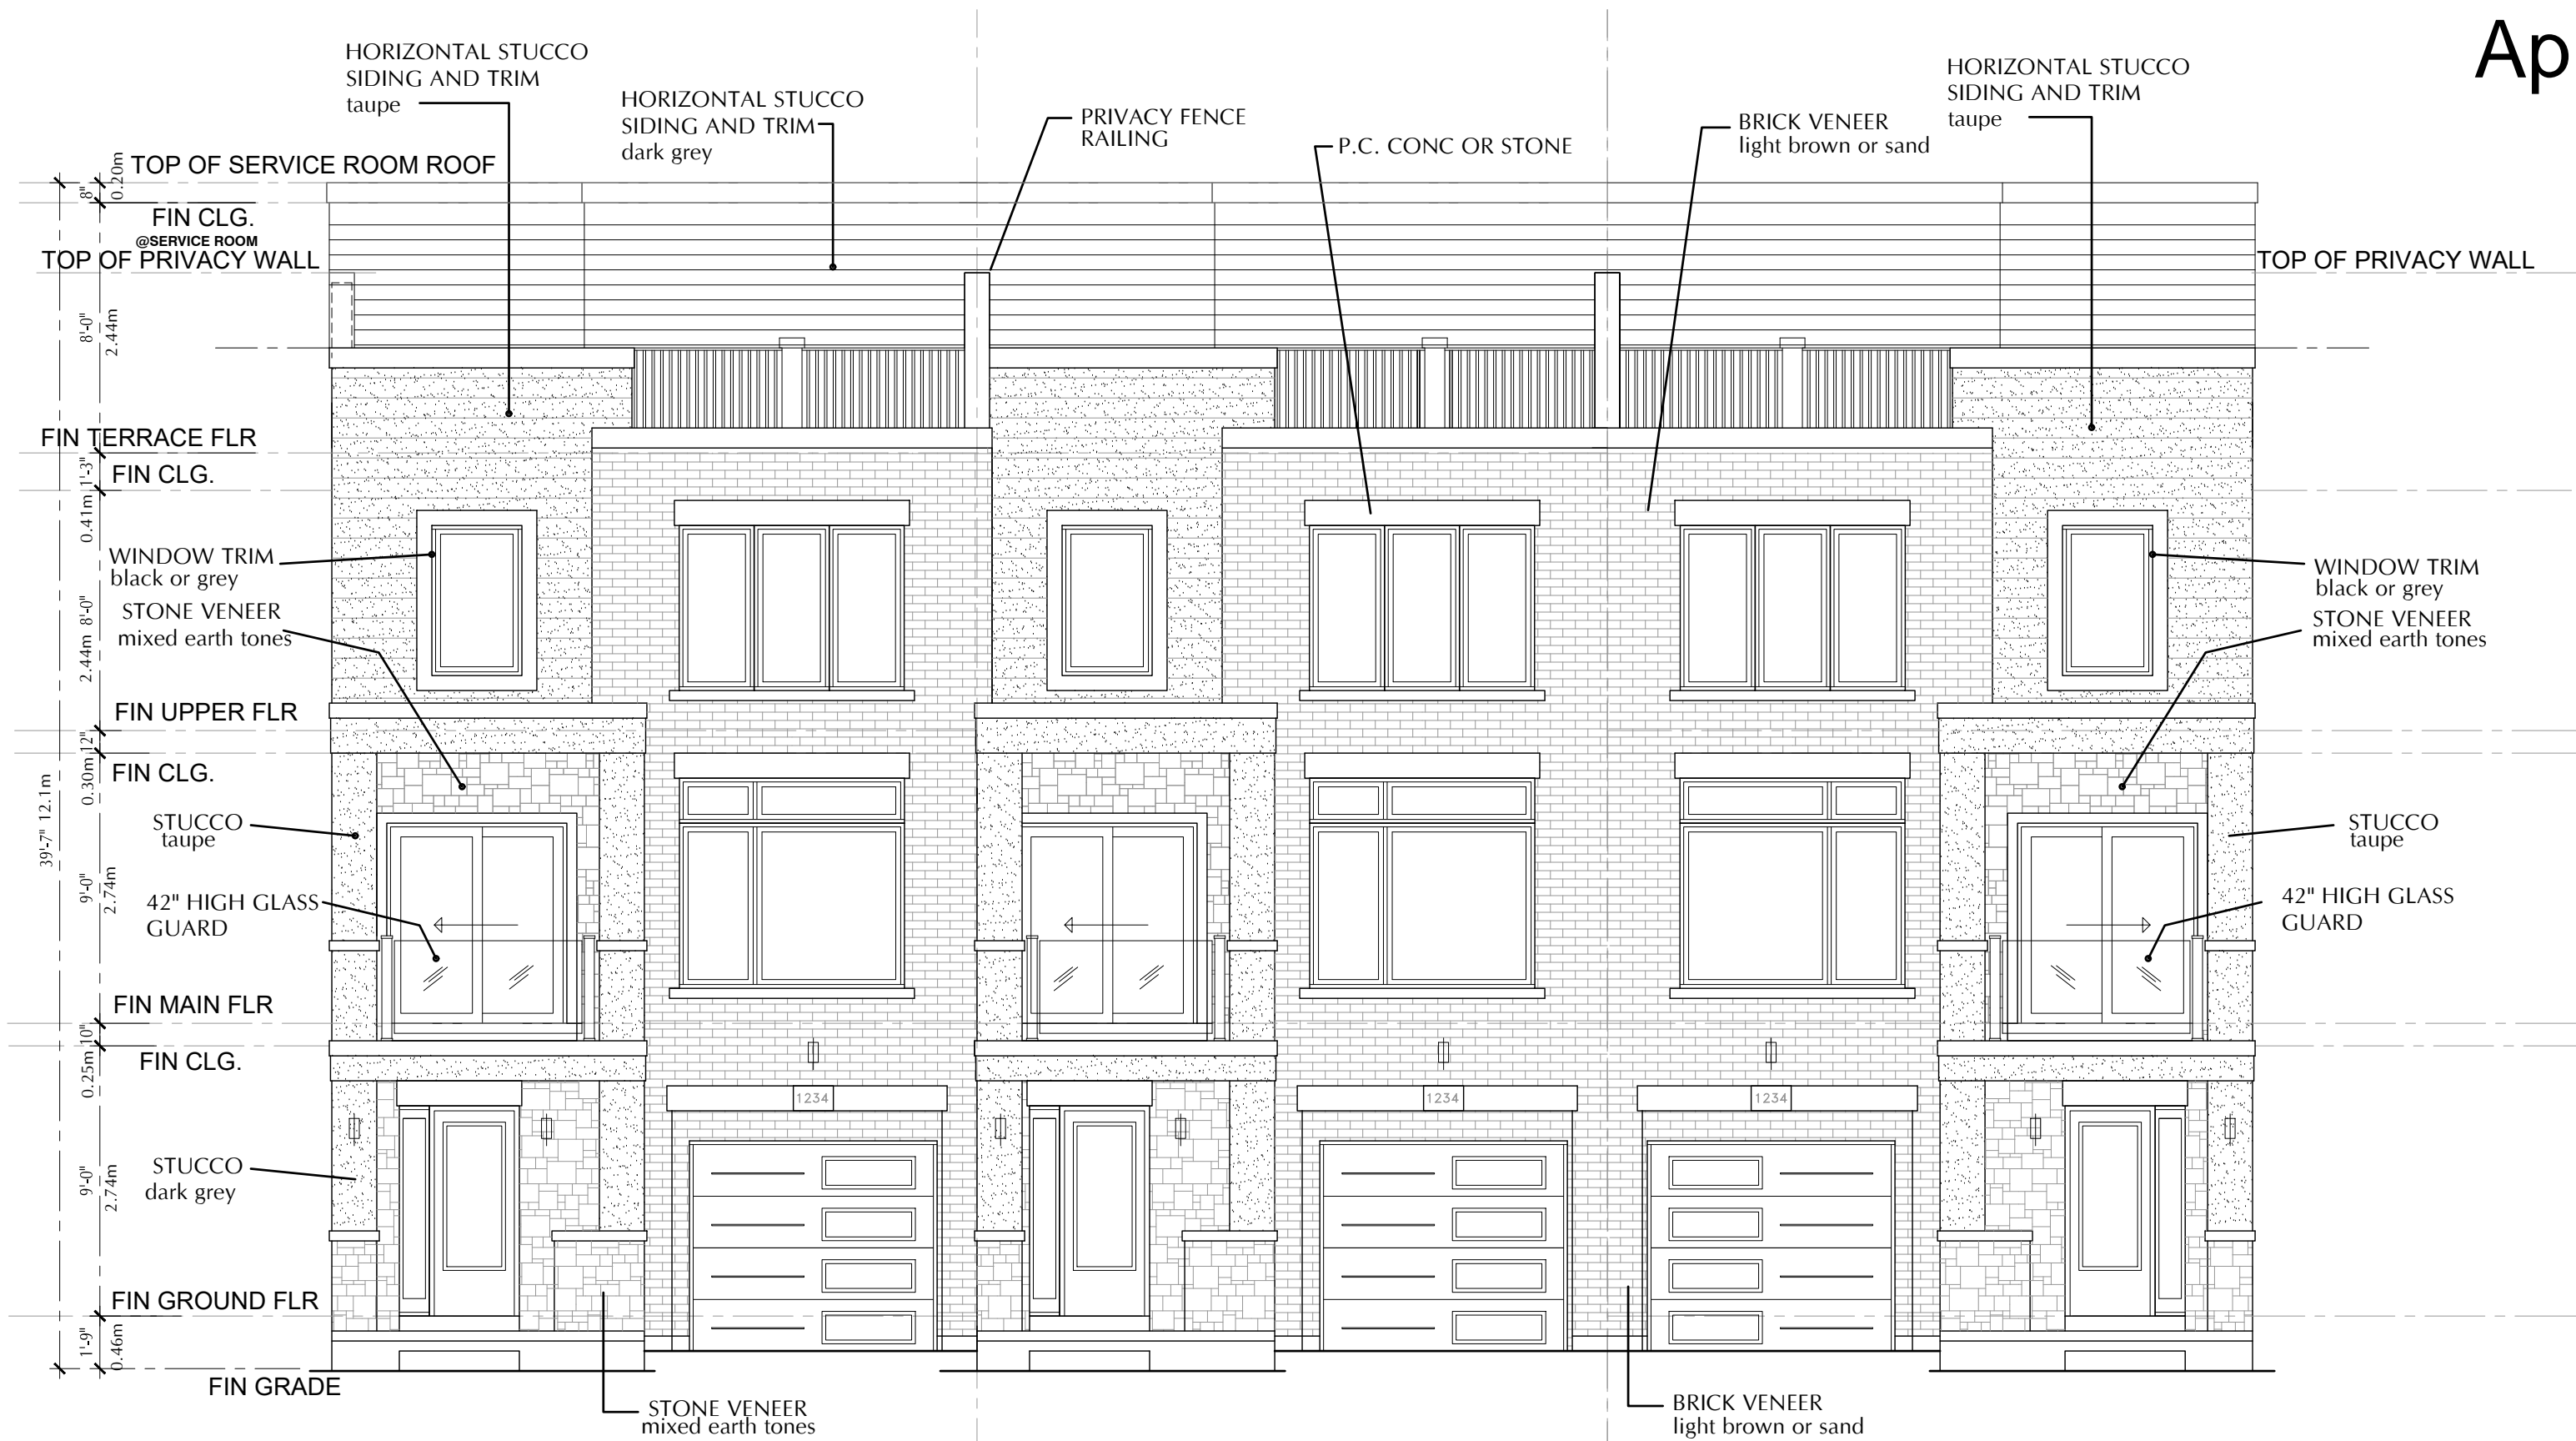 Ap
HORIZONTAL STUCCO
SIDING AND TRIM
taupe
HORIZONTAL STUCCO
SIDING AND TRIM
dark grey
PRIVACY FENCE
RAILING
P.C. CONC OR STONE
BRICK VENEER
light brown or sand
HORIZONTAL STUCCO
SIDING AND TRIM
taupe
TOP OF SERVICE ROOM ROOF
8"
0.20m
FIN CLG.
@SERVICE ROOM
TOP OF PRIVACY WALL
TOP OF PRIVACY WALL
8'-0"
2.44m
FIN TERRACE FLR
1'-3"
0.41m
FIN CLG.
WINDOW TRIM
black or grey
WINDOW TRIM
black or grey
STONE VENEER
mixed earth tones
STONE VENEER
mixed earth tones
8'-0"
2.44m
FIN UPPER FLR
12"
0.30m
FIN CLG.
39'-7" 12.1m
STUCCO
taupe
STUCCO
taupe
9'-0"
2.74m
42" HIGH GLASS
GUARD
42" HIGH GLASS
GUARD
FIN MAIN FLR
10"
0.25m
FIN CLG.
1234
1234
1234
STUCCO
dark grey
9'-0"
2.74m
FIN GROUND FLR
1'-9"
0.46m
FIN GRADE
STONE VENEER
mixed earth tones
BRICK VENEER
light brown or sand